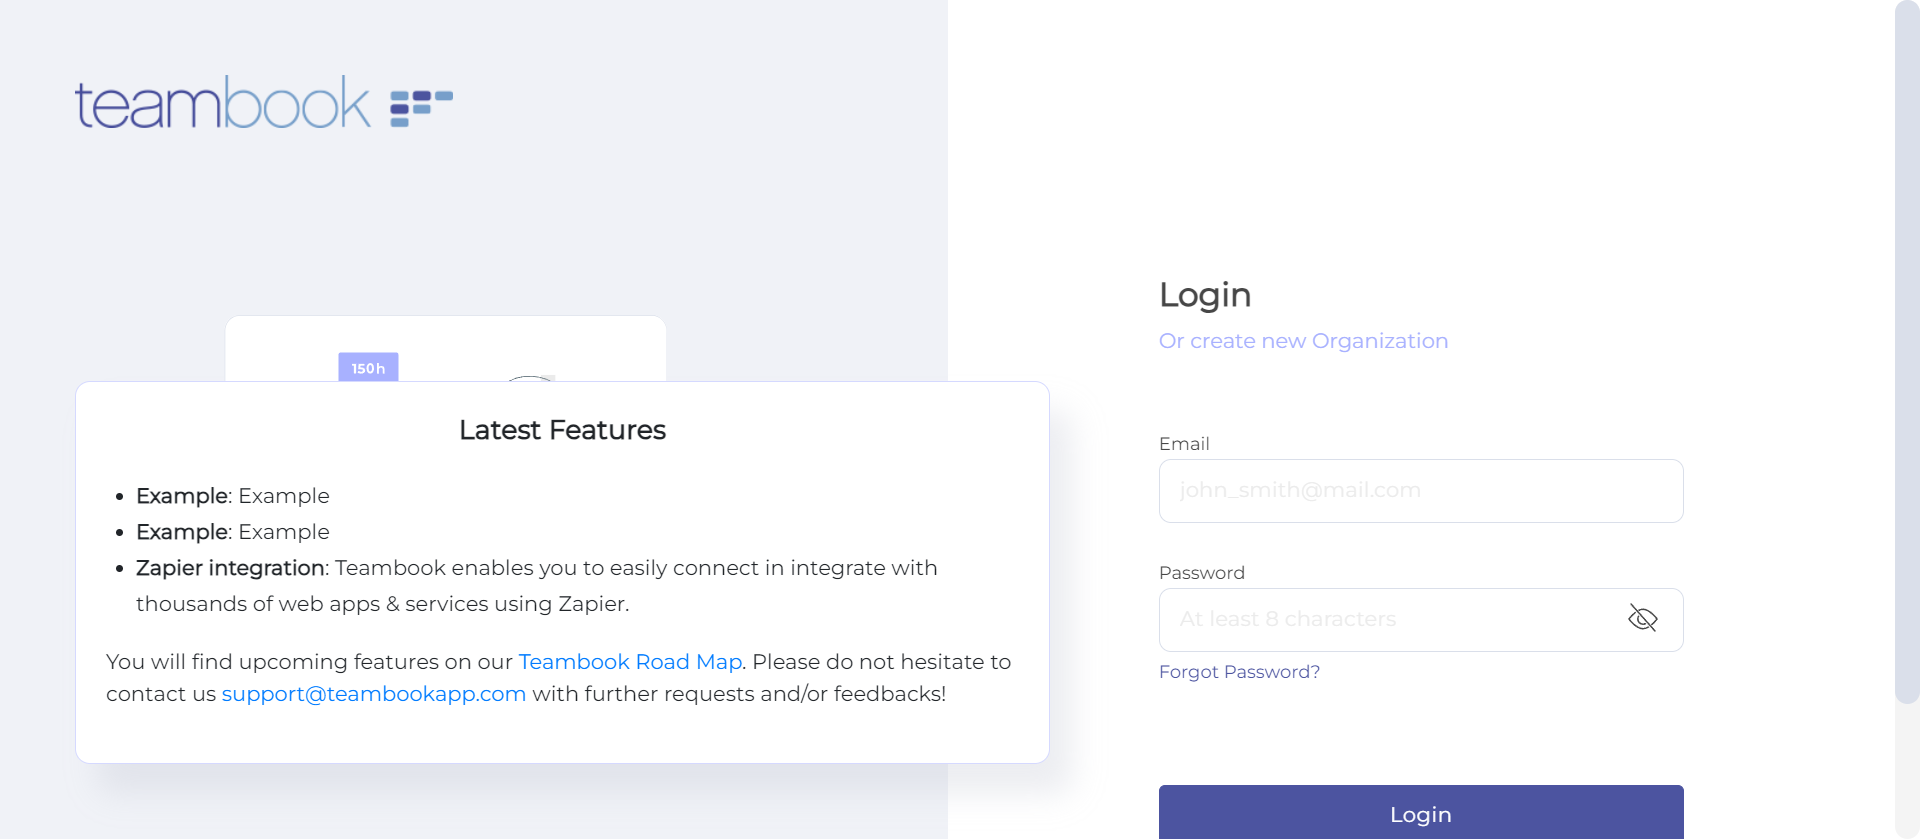 teambook
150h
Latest Features
• Example: Example
• Example: Example
• Zapier integration: Teambook enables you to easily connect in integrate with
thousands of web apps & services using Zapier.
You will find upcoming features on our Teambook Road Map. Please do not hesitate to
contact us support@teambookapp.com with further requests and/or feedbacks!
Login
Or create new Organization
Email
john_smith@mail.com
Password
At least 8 characters
Forgot Password?
Login